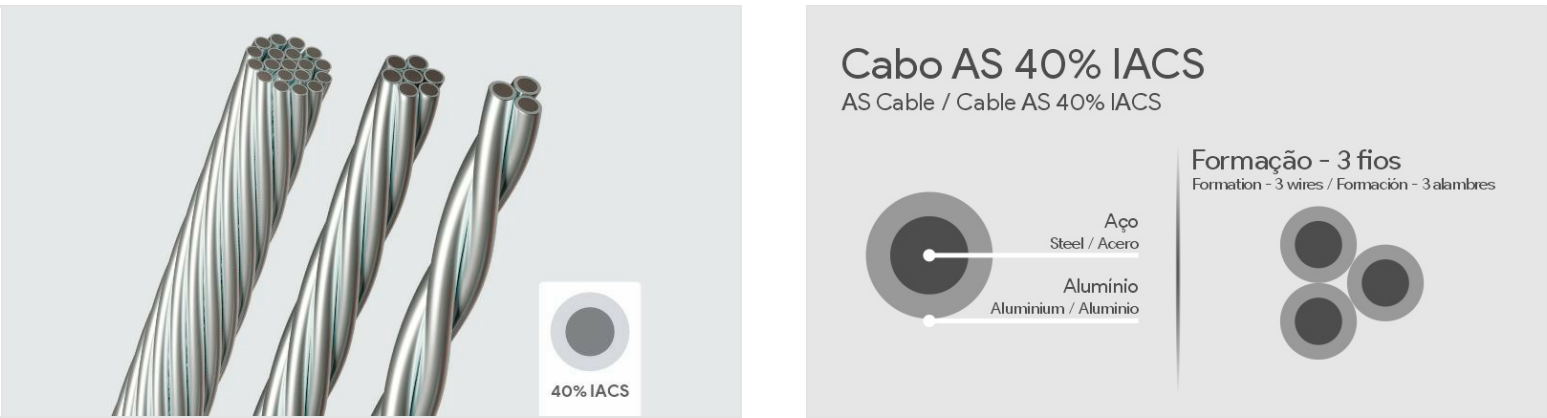 40% IACS
Cabo AS 40% IACS
AS Cable / Cable AS 40% IACS
Aço
Steel / Acero
Alumínio
Aluminium / Aluminio
Formação - 3 fios
Formation - 3 wires / Formación - 3 alambres